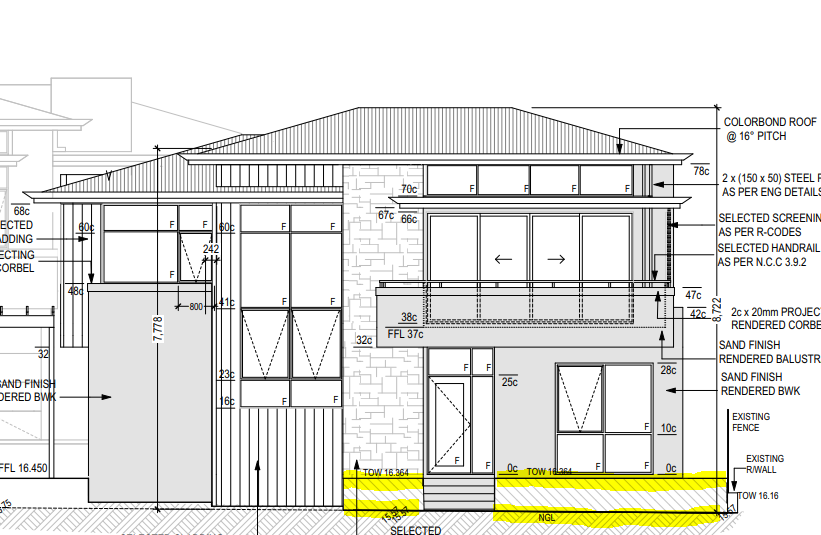 COLORBOND ROOF
@ 16° PITCH
78c
2 x (150 x 50) STEEL
AS PER ENG DETAILS
70c
F
F
F
F
68c
60c
F
F
60c
F
F
67c
66c
SELECTED SCREENIN
AS PER R-CODES
SELECTED HANDRAIL
AS PER N.C.C 3.9.2
ECTED
ADDING
ECTING
CORBEL
242
F
48c
800
41c
F
F
7,778
47c
42c
8,722
38c
FFL 37c
32c
2c x 20mm PROJEC
RENDERED CORBE
SAND FINISH
RENDERED BALUSTR
SAND FINISH
RENDERED BWK
32
23c
F
F
28c
25c
SAND FINISH
DERED BWK
16c
F
F
F
F
F
10c
EXISTING
FENCE
EXISTING
R/WALL
FFL 16.450
F
F
0c
F
F
0c
TOW 16.364
TOW 16.364
TOW 16.16
15.57
NGL
SELECTED